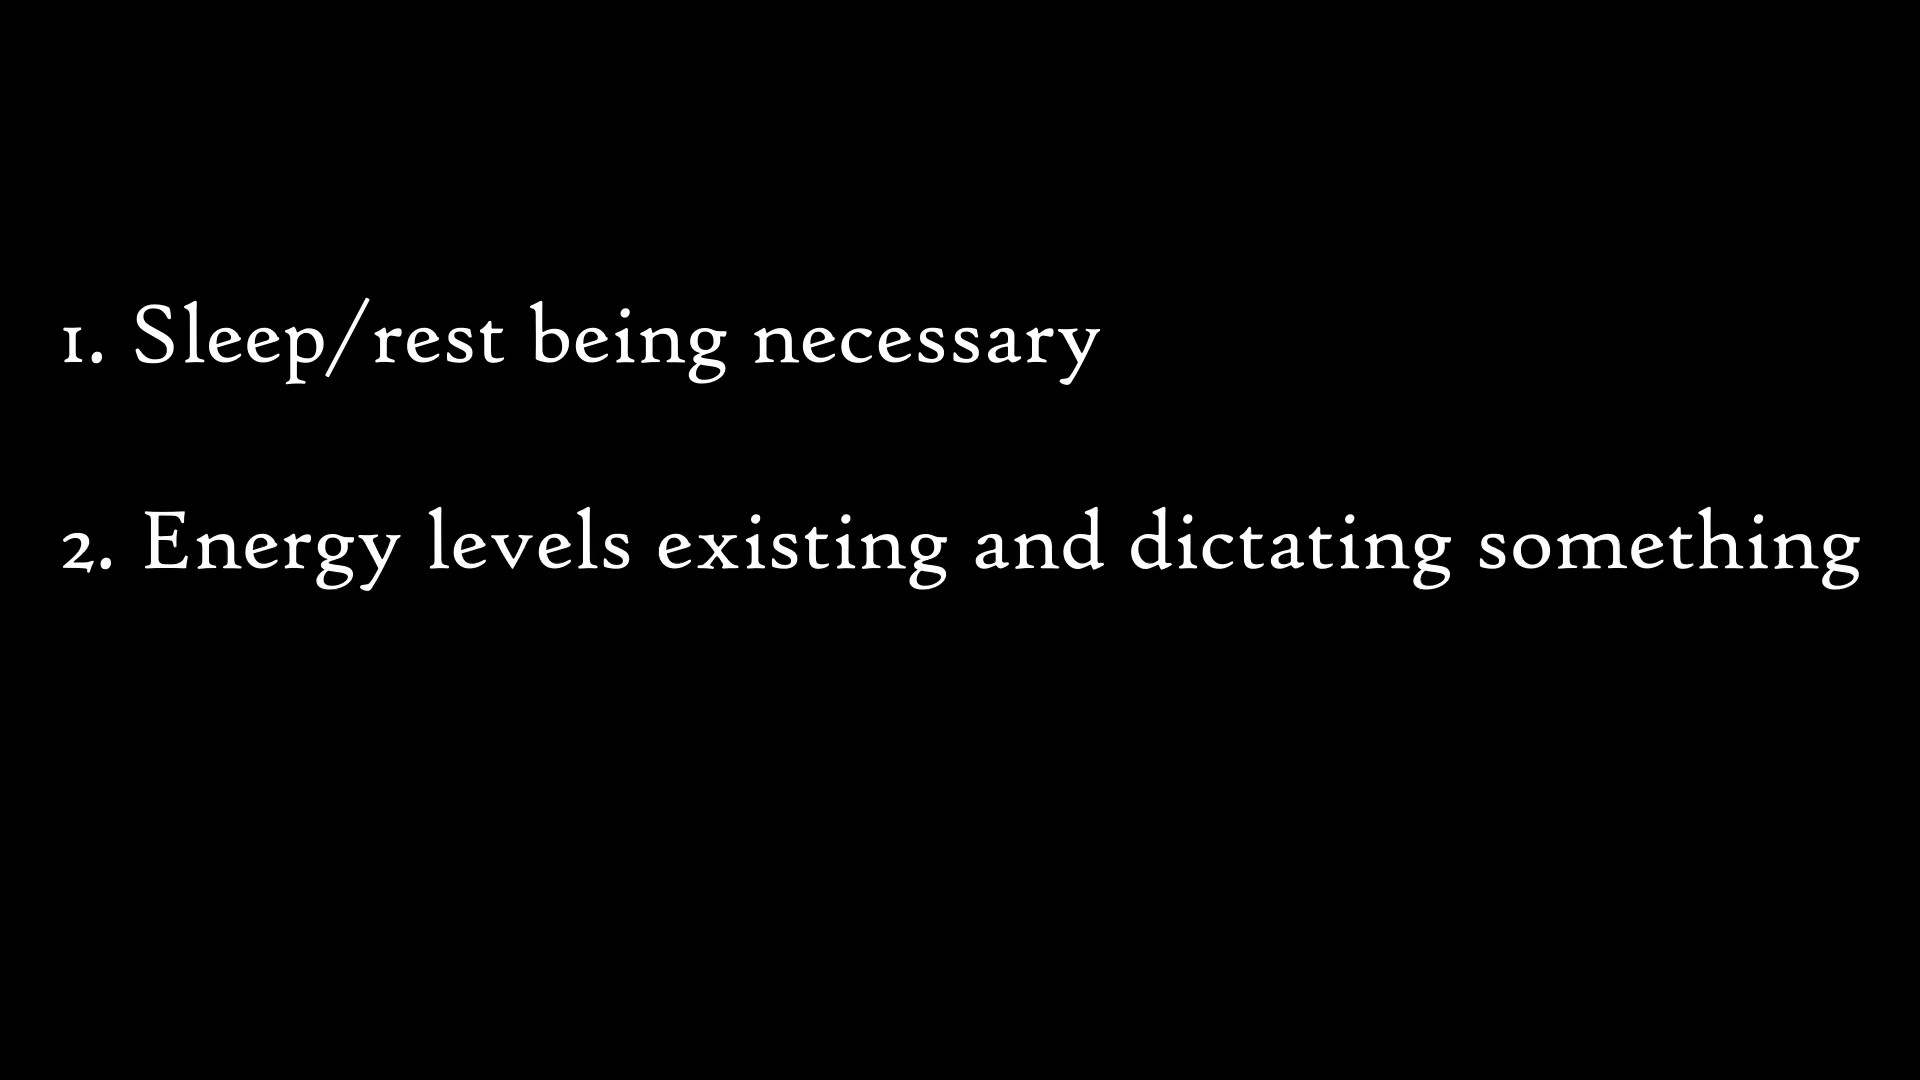 1. Sleep/rest being necessary
2. Energy levels existing and dictating something